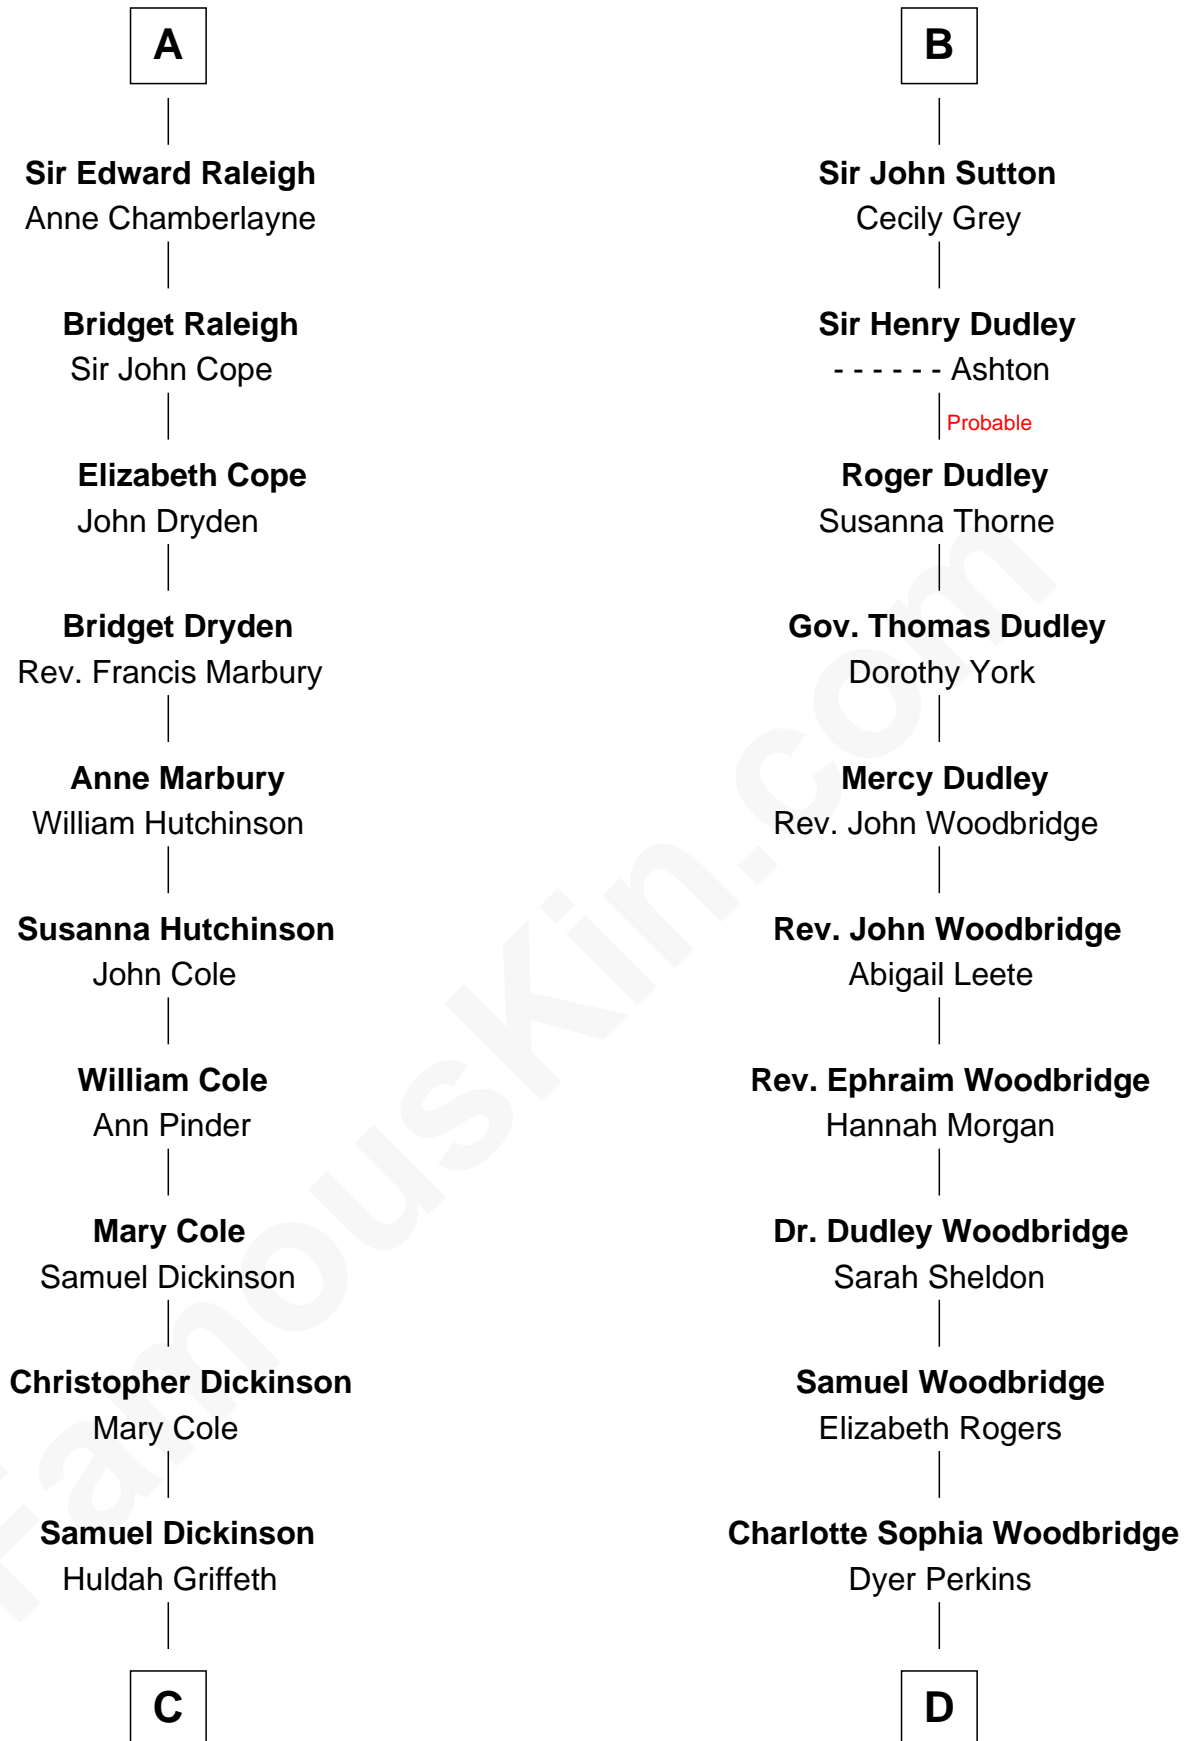 A
Sir Edward Raleigh
Anne Chamberlayne
Bridget Raleigh
Sir John Cope
Elizabeth Cope
John Dryden
Bridget Dryden
Rev. Francis Marbury
Anne Marbury
William Hutchinson
Susanna Hutchinson
John Cole
William Cole
Ann Pinder
Mary Cole
Samuel Dickinson
Christopher Dickinson
Mary Cole
Samuel Dickinson
Huldah Griffeth
C
B
Sir John Sutton
Cecily Grey
Sir Henry Dudley
- - - - - - Ashton
Probable
Roger Dudley
Susanna Thorne
Gov. Thomas Dudley
Dorothy York
Mercy Dudley
Rev. John Woodbridge
Rev. John Woodbridge
Abigail Leete
Rev. Ephraim Woodbridge
Hannah Morgan
Dr. Dudley Woodbridge
Sarah Sheldon
Samuel Woodbridge
Elizabeth Rogers
Charlotte Sophia Woodbridge
Dyer Perkins
D
FamousKin.com